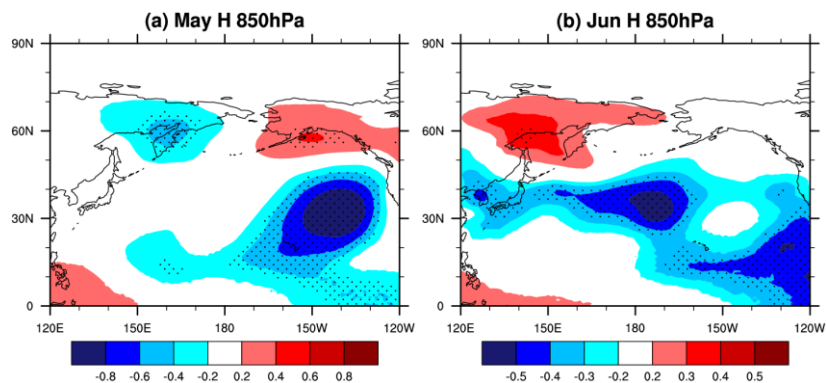 (a) May H 850hPa
(b) Jun H 850hPa
90N
60N
30N
0
120E 150E 180 150W 120W
90N
60N
30N
0
120E 150E 180 150W 120W
-0.8 -0.6 -0.4 -0.2 0.2 0.4 0.6 0.8
-0.5 -0.4 -0.3 -0.2 0.2 0.3 0.4 0.5